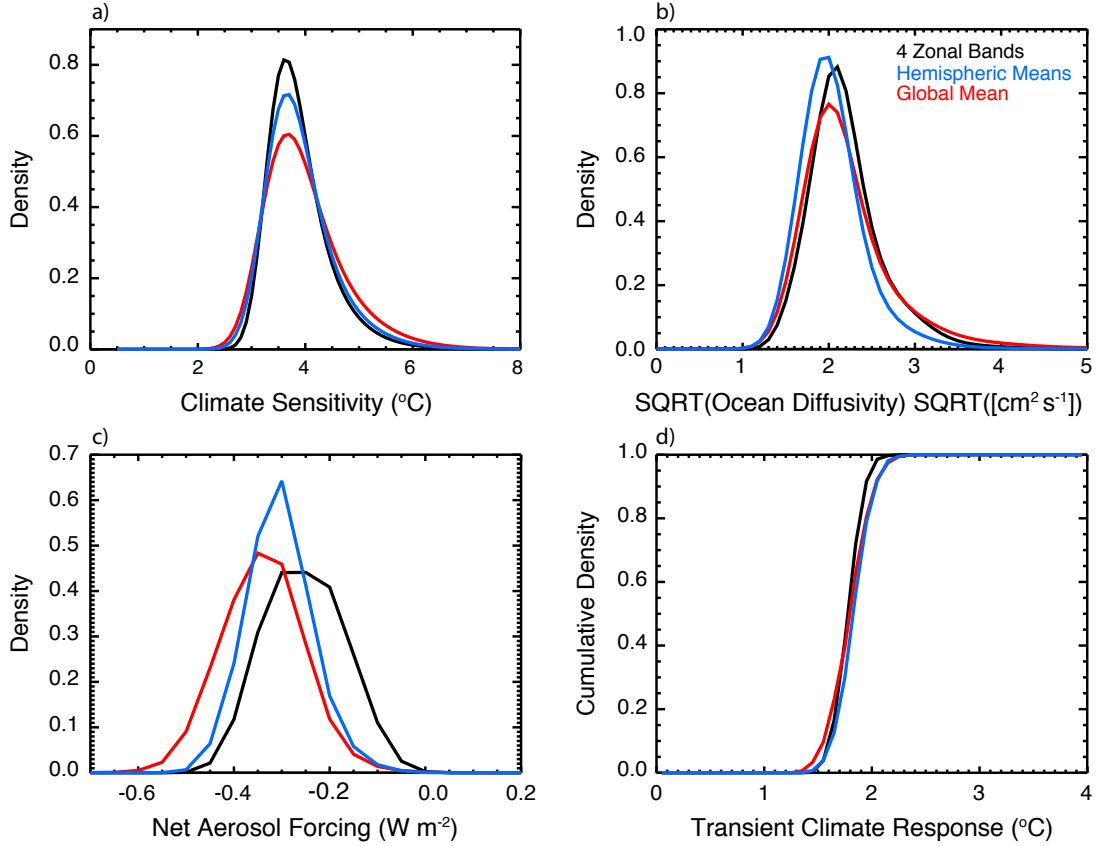 a)
0.8
0.6
0.4
0.2
0.0
Density
0 2 4 6 8
Climate Sensitivity (ºC)
b)
4 Zonal Bands
Hemispheric Means
Global Mean
1.0
0.8
0.6
0.4
0.2
0.0
Density
0 1 2 3 4 5
SQRT(Ocean Diffusivity) SQRT([cm² s⁻¹])
c)
0.7
0.6
0.5
0.4
0.3
0.2
0.1
0.0
Density
-0.6 -0.4 -0.2 0.0 0.2
Net Aerosol Forcing (W m⁻²)
d)
1.0
0.8
0.6
0.4
0.2
0.0
Cumulative Density
0 1 2 3 4
Transient Climate Response (ºC)